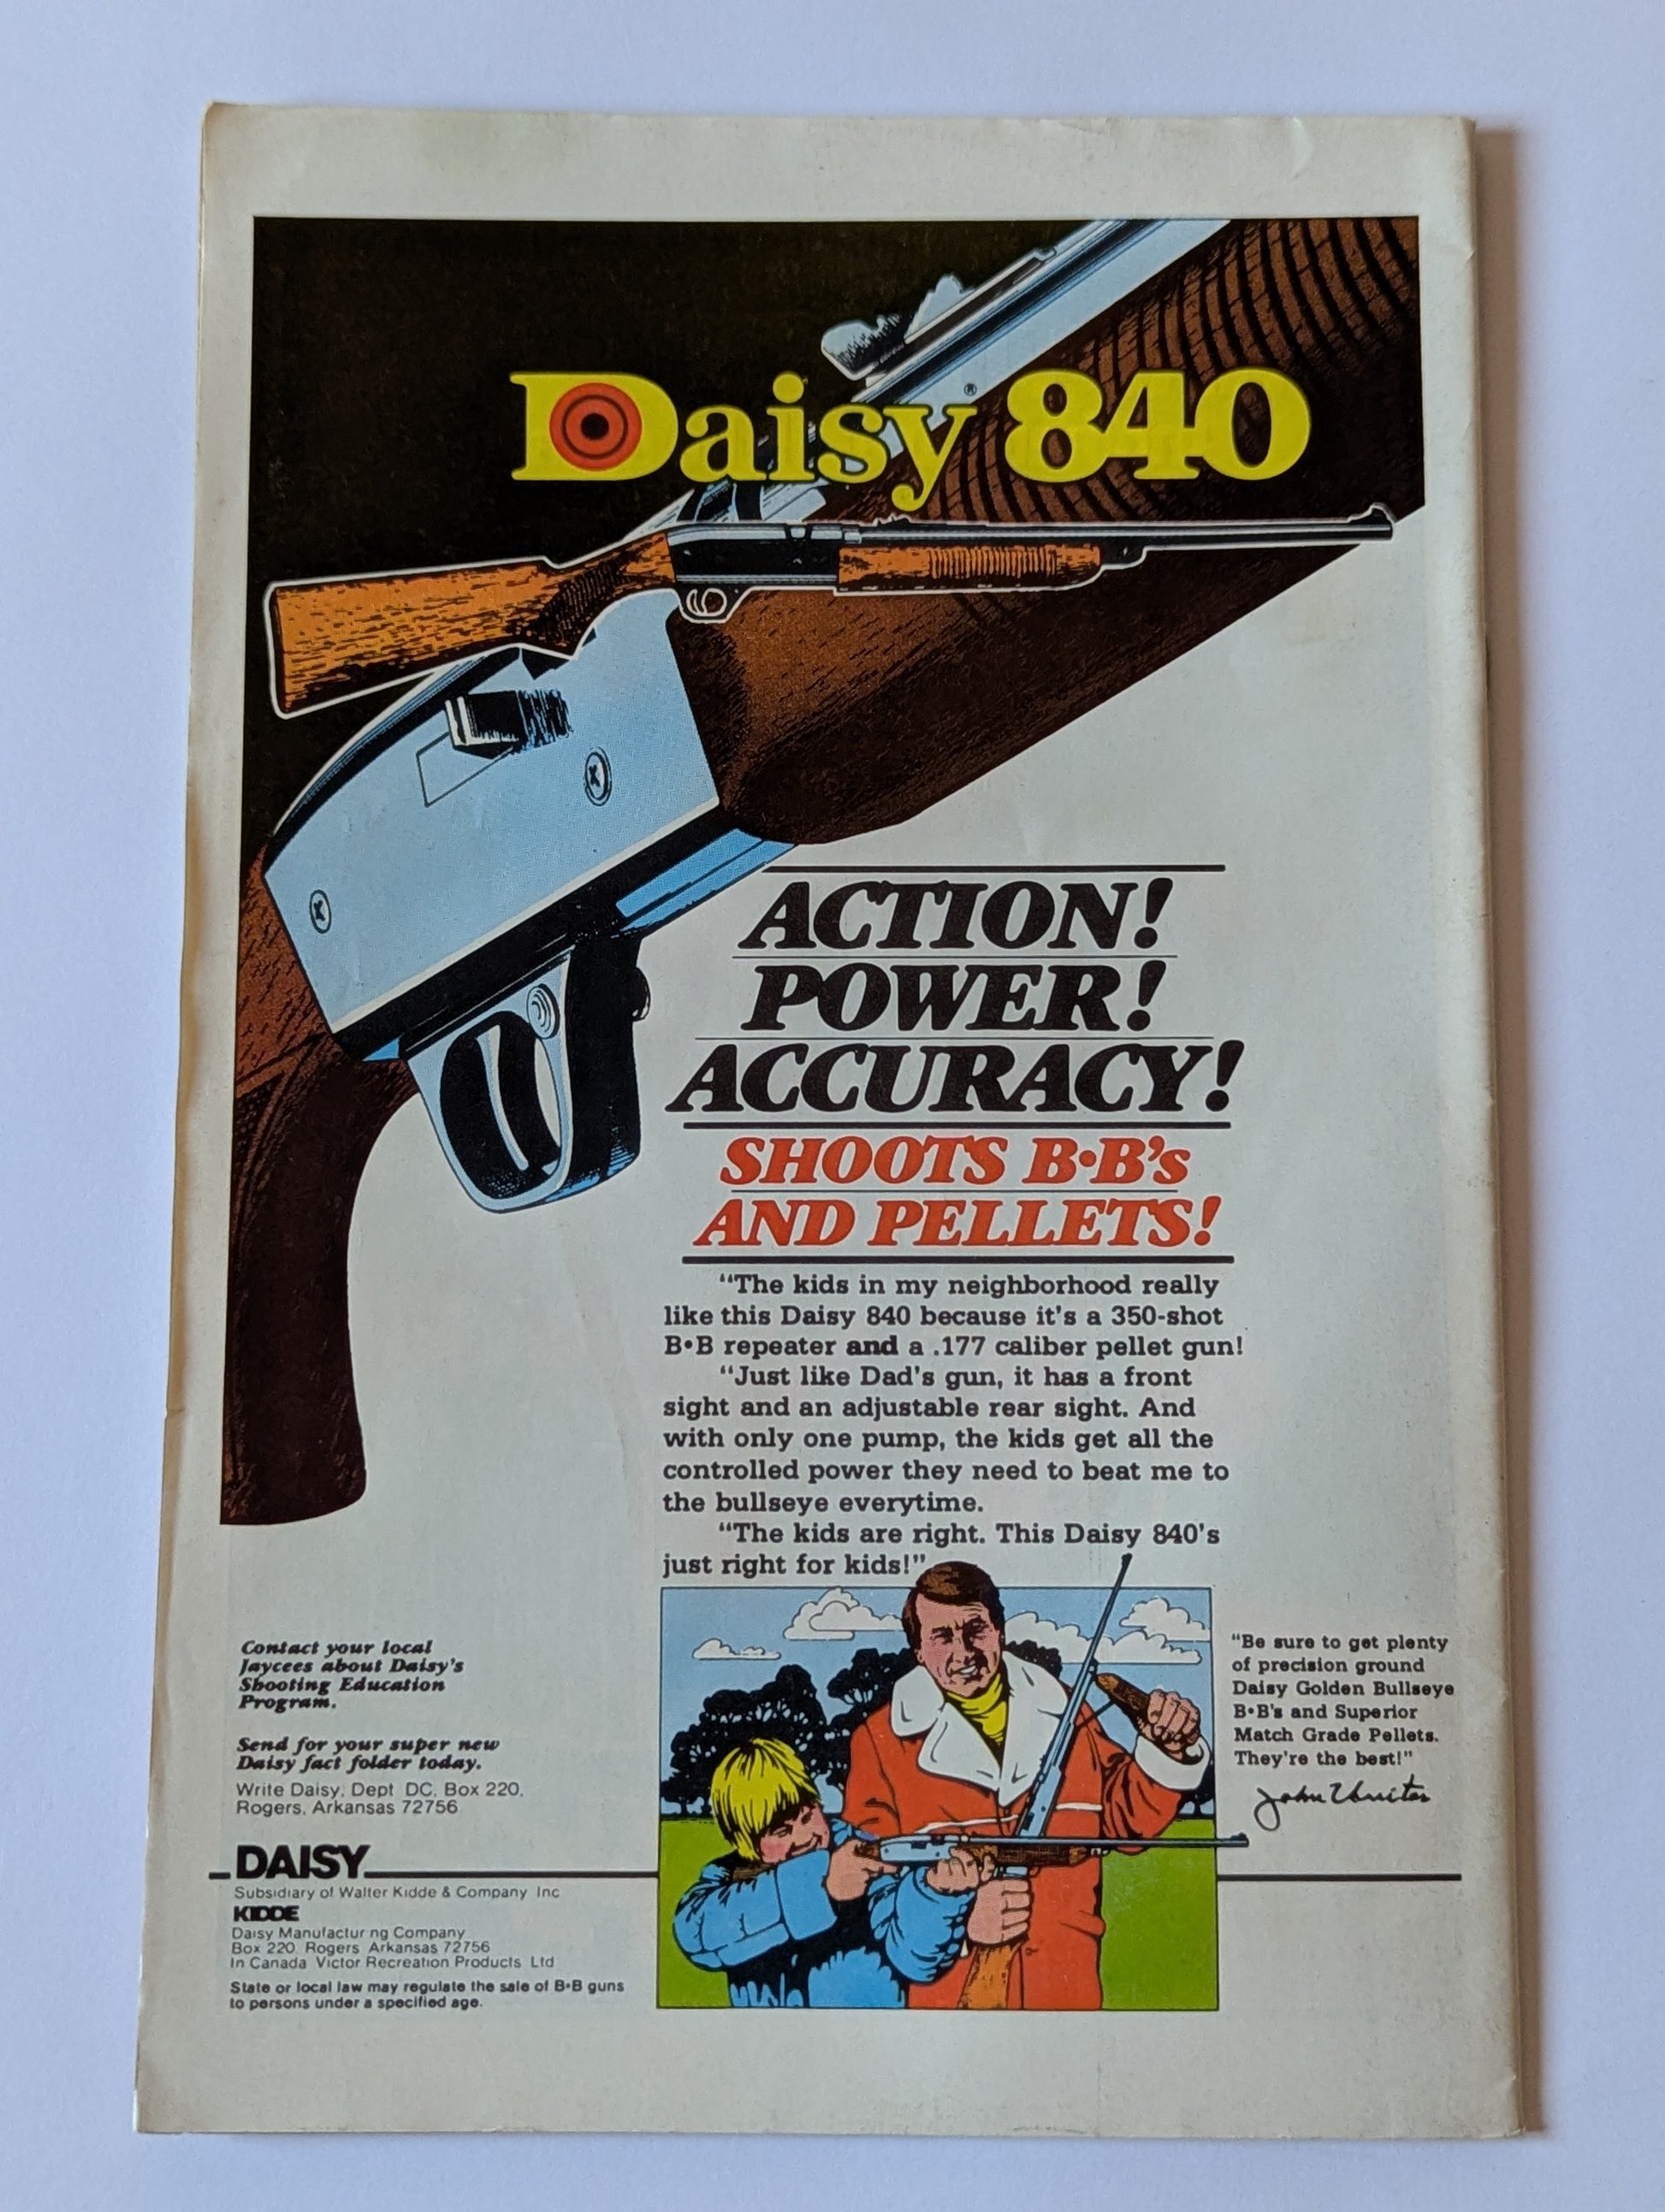 Daisy® 840
ACTION!
POWER!
ACCURACY!
SHOOTS B•B's
AND PELLETS!
“The kids in my neighborhood really
like this Daisy 840 because it's a 350-shot
B•B repeater and a .177 caliber pellet gun!
“Just like Dad's gun, it has a front
sight and an adjustable rear sight. And
with only one pump, the kids get all the
controlled power they need to beat me to
the bullseye everytime.
“The kids are right. This Daisy 840's
just right for kids!”
Contact your local
Jaycees about Daisy's
Shooting Education
Program.
Send for your super new
Daisy fact folder today.
Write Daisy, Dept DC, Box 220,
Rogers, Arkansas 72756
DAISY
Subsidiary of Walter Kidde & Company Inc
KIDDE
Daisy Manufactur ng Company
Box 220 Rogers Arkansas 72756
In Canada Victor Recreation Products Ltd
State or local law may regulate the sale of B•B guns
to persons under a specified age.
“Be sure to get plenty
of precision ground
Daisy Golden Bullseye
B•B's and Superior
Match Grade Pellets.
They're the best!”